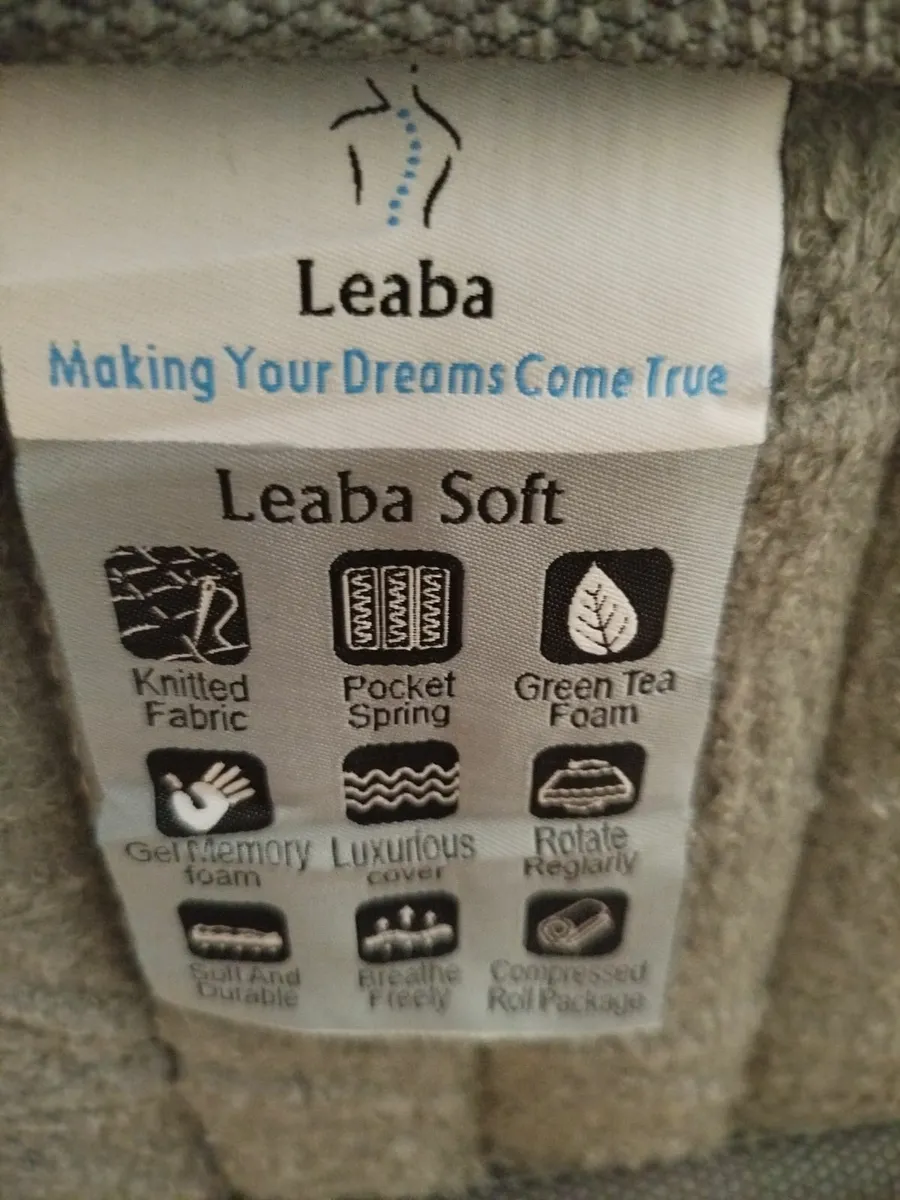 Leaba
Making Your Dreams Come True
Leaba Soft
Knitted
Fabric
Pocket
Spring
Green Tea
Foam
Gel Memory
foam
Luxurious
cover
Rotate
Reglarly
And
Durable
Breathe
Freely
Compressed
Roll Package